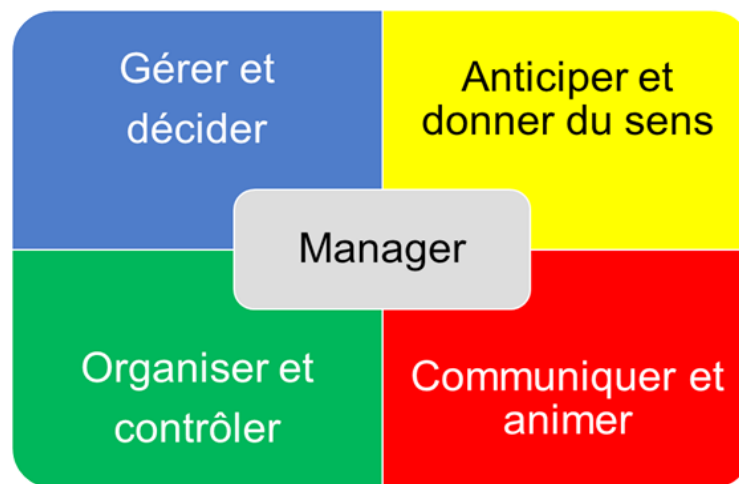 Gérer et
décider
Anticiper et
donner du sens
Manager
Organiser et
contrôler
Communiquer et
animer